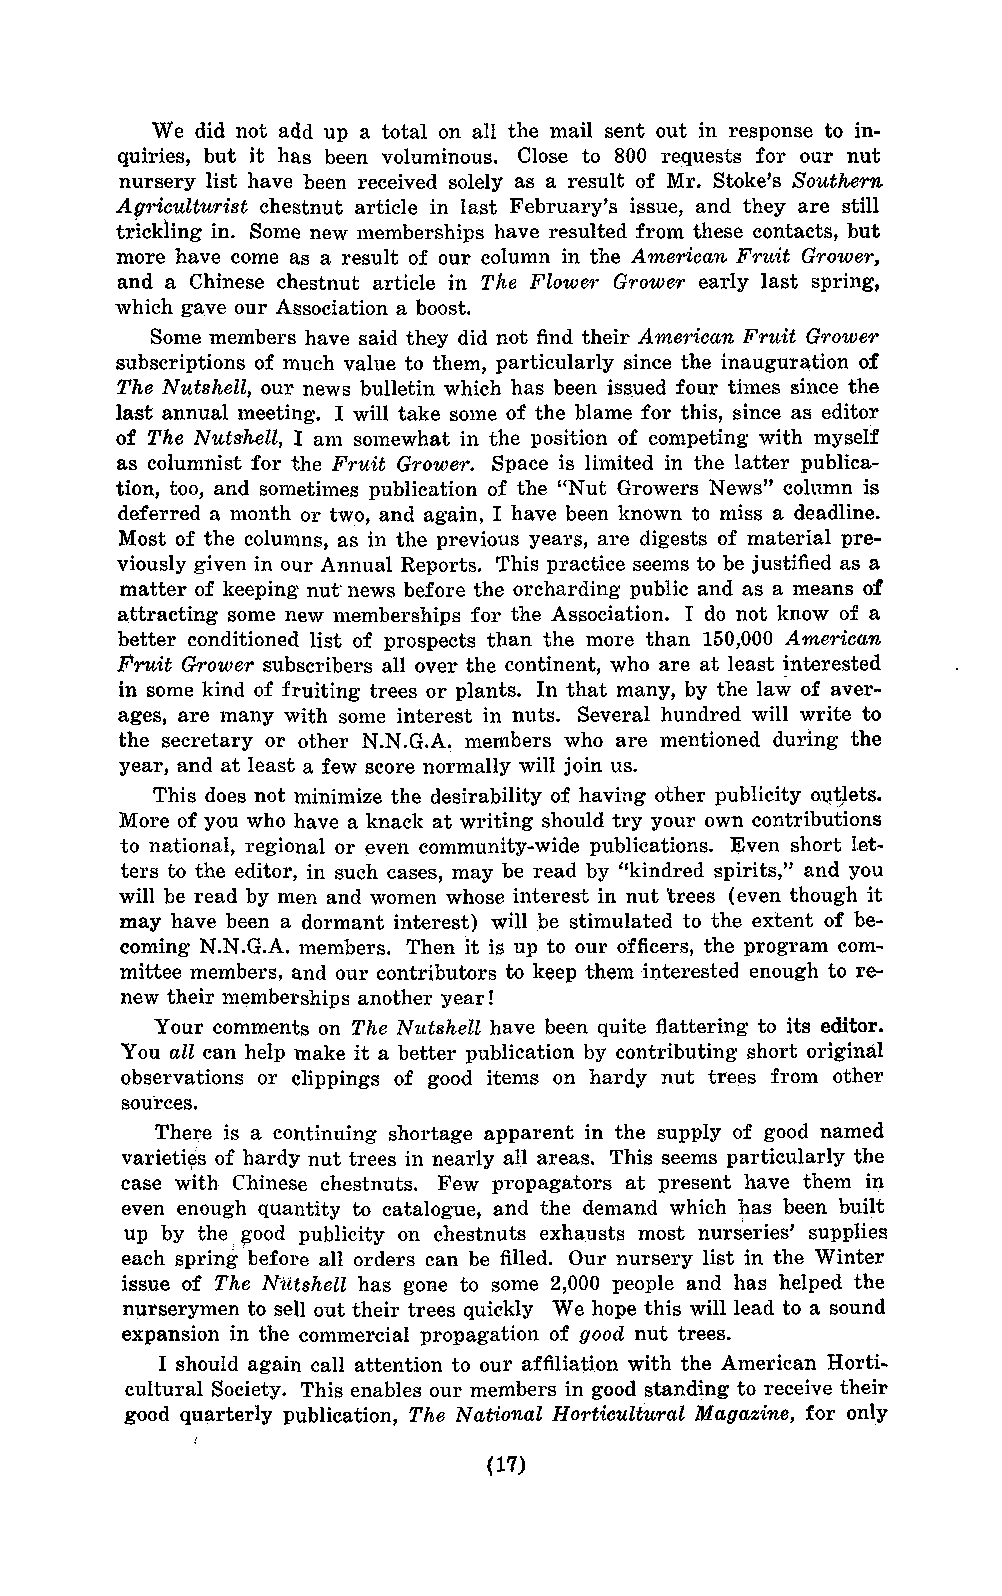 We did not add up a total on all the mail sent out in response to in-
quiries, but it has been voluminous. Close to 800 requests for our nut
nursery list have been received solely as a result of Mr. Stoke's Southern
Agriculturist chestnut article in last February's issue, and they are still
trickling in. Some new memberships have resulted from these contacts, but
more have come as a result of our column in the American Fruit Grower,
and a Chinese chestnut article in The Flower Grower early last spring,
which gave our Association a boost.
Some members have said they did not find their American Fruit Grower
subscriptions of much value to them, particularly since the inauguration of
The Nutshell, our news bulletin which has been issued four times since the
last annual meeting. I will take some of the blame for this, since as editor
of The Nutshell, I am somewhat in the position of competing with myself
as columnist for the Fruit Grower. Space is limited in the latter publica-
tion, too, and sometimes publication of the “Nut Growers News” column is
deferred a month or two, and again, I have been known to miss a deadline.
Most of the columns, as in the previous years, are digests of material pre-
viously given in our Annual Reports. This practice seems to be justified as a
matter of keeping nut news before the orcharding public and as a means of
attracting some new memberships for the Association. I do not know of a
better conditioned list of prospects than the more than 150,000 American
Fruit Grower subscribers all over the continent, who are at least interested
in some kind of fruiting trees or plants. In that many, by the law of aver-
ages, are many with some interest in nuts. Several hundred will write to
the secretary or other N.N.G.A. members who are mentioned during the
year, and at least a few score normally will join us.
This does not minimize the desirability of having other publicity outlets.
More of you who have a knack at writing should try your own contributions
to national, regional or even community-wide publications. Even short let-
ters to the editor, in such cases, may be read by “kindred spirits,” and you
will be read by men and women whose interest in nut trees (even though it
may have been a dormant interest) will be stimulated to the extent of be-
coming N.N.G.A. members. Then it is up to our officers, the program com-
mittee members, and our contributors to keep them interested enough to re-
new their memberships another year!
Your comments on The Nutshell have been quite flattering to its editor.
You all can help make it a better publication by contributing short original
observations or clippings of good items on hardy nut trees from other
sources.
There is a continuing shortage apparent in the supply of good named
varieties of hardy nut trees in nearly all areas. This seems particularly the
case with Chinese chestnuts. Few propagators at present have them in
even enough quantity to catalogue, and the demand which has been built
up by the good publicity on chestnuts exhausts most nurseries' supplies
each spring before all orders can be filled. Our nursery list in the Winter
issue of The Nutshell has gone to some 2,000 people and has helped the
nurserymen to sell out their trees quickly We hope this will lead to a sound
expansion in the commercial propagation of good nut trees.
I should again call attention to our affiliation with the American Horti-
cultural Society. This enables our members in good standing to receive their
good quarterly publication, The National Horticultural Magazine, for only
(17)